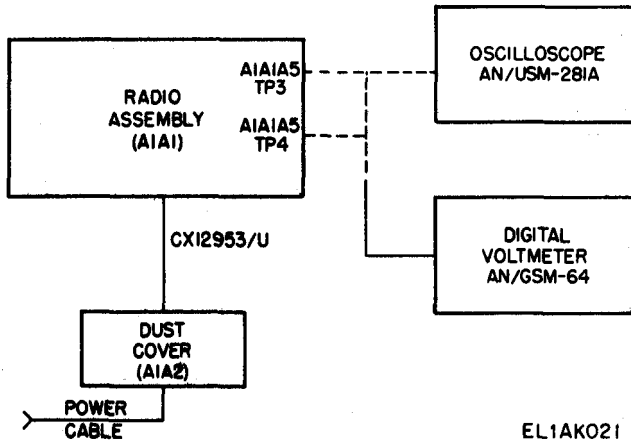 RADIO
ASSEMBLY
(A1A1)
A1A1A5
TP3
A1A1A5
TP4
OSCILLOSCOPE
AN/USM-281A
DIGITAL
VOLTMETER
AN/GSM-64
CX12953/U
DUST
COVER
(A1A2)
POWER
CABLE
EL1AK021